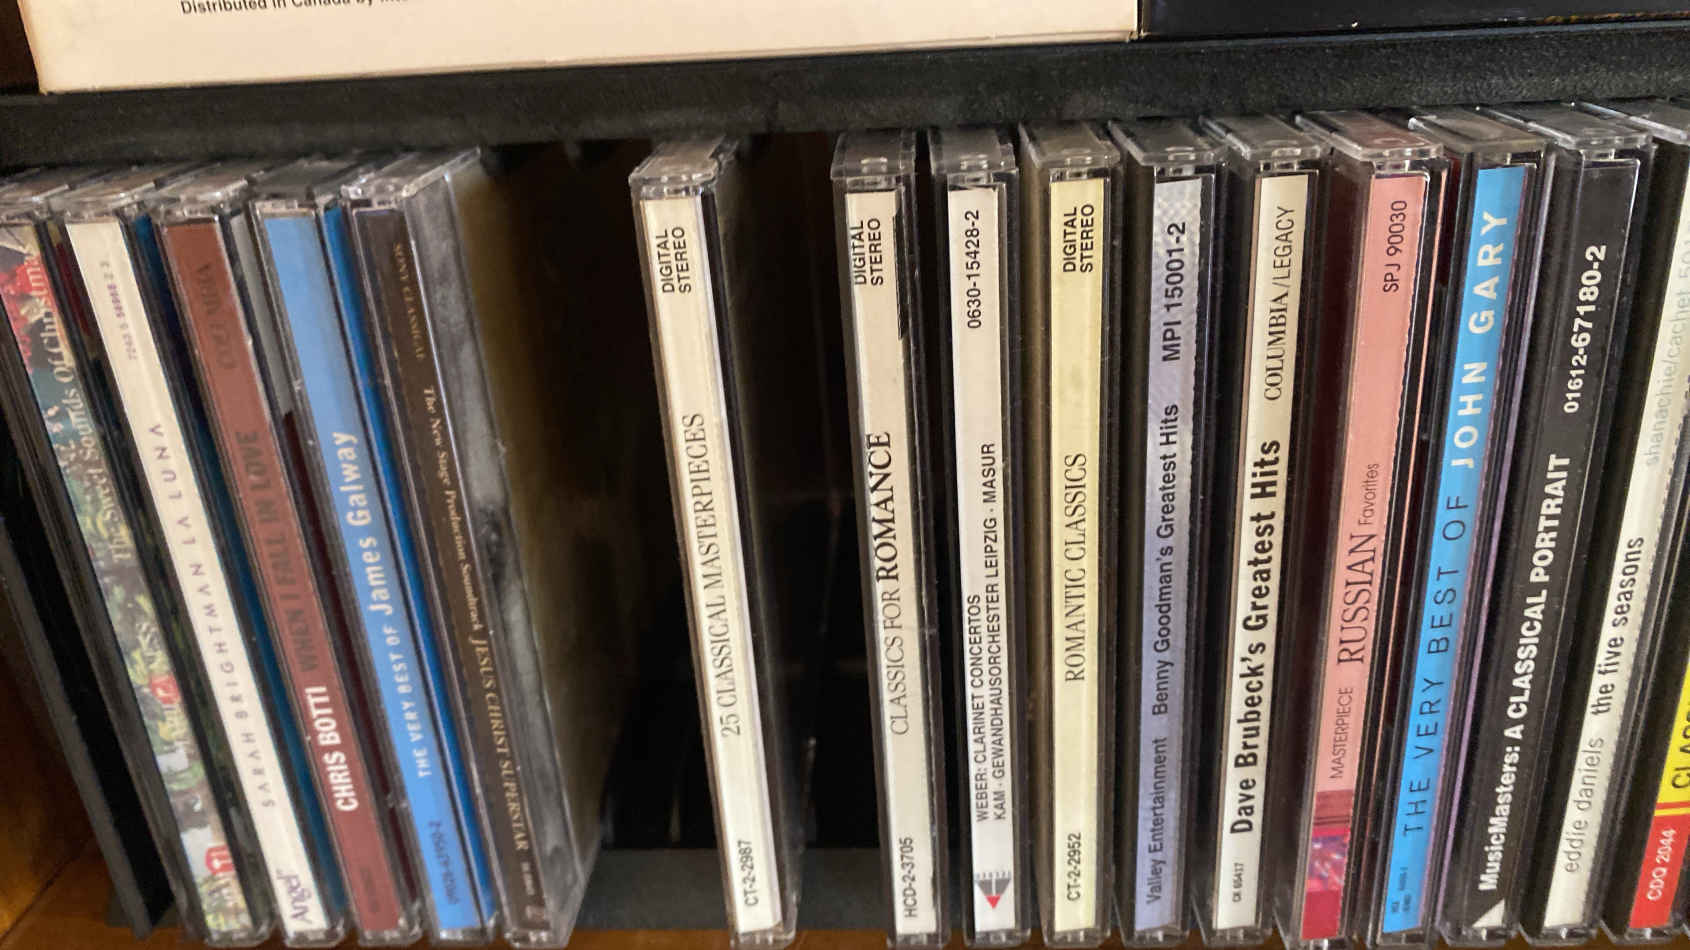 Distributed in Canada by
The Sweet Sounds Of Christmas
SARAH BRIGHTMAN LA LUNA
Angel
CHRIS BOTTI WHEN I FALL IN LOVE COLUMBIA
THE VERY BEST OF James Galway
JESUS CHRIST SUPERSTAR The New Stage Production Soundtrack SONY CLASSICAL
CT-2-2987 25 CLASSICAL MASTERPIECES DIGITAL
STEREO
HCD-2-3705 CLASSICS FOR ROMANCE DIGITAL
STEREO
WEBER: CLARINET CONCERTOS
KAM · GEWANDHAUSORCHESTER LEIPZIG · MASUR
0630-15428-2
CT-2-2952 ROMANTIC CLASSICS DIGITAL
STEREO
Valley Entertainment Benny Goodman's Greatest Hits MPI 15001-2
CK 65417 Dave Brubeck's Greatest Hits COLUMBIA/LEGACY
MASTERPIECE RUSSIAN Favorites SPJ 90030
THE VERY BEST OF JOHN GARY
MusicMasters: A CLASSICAL PORTRAIT 01612-67180-2
eddie daniels the five seasons shanachie/cachet
CDQ 2044